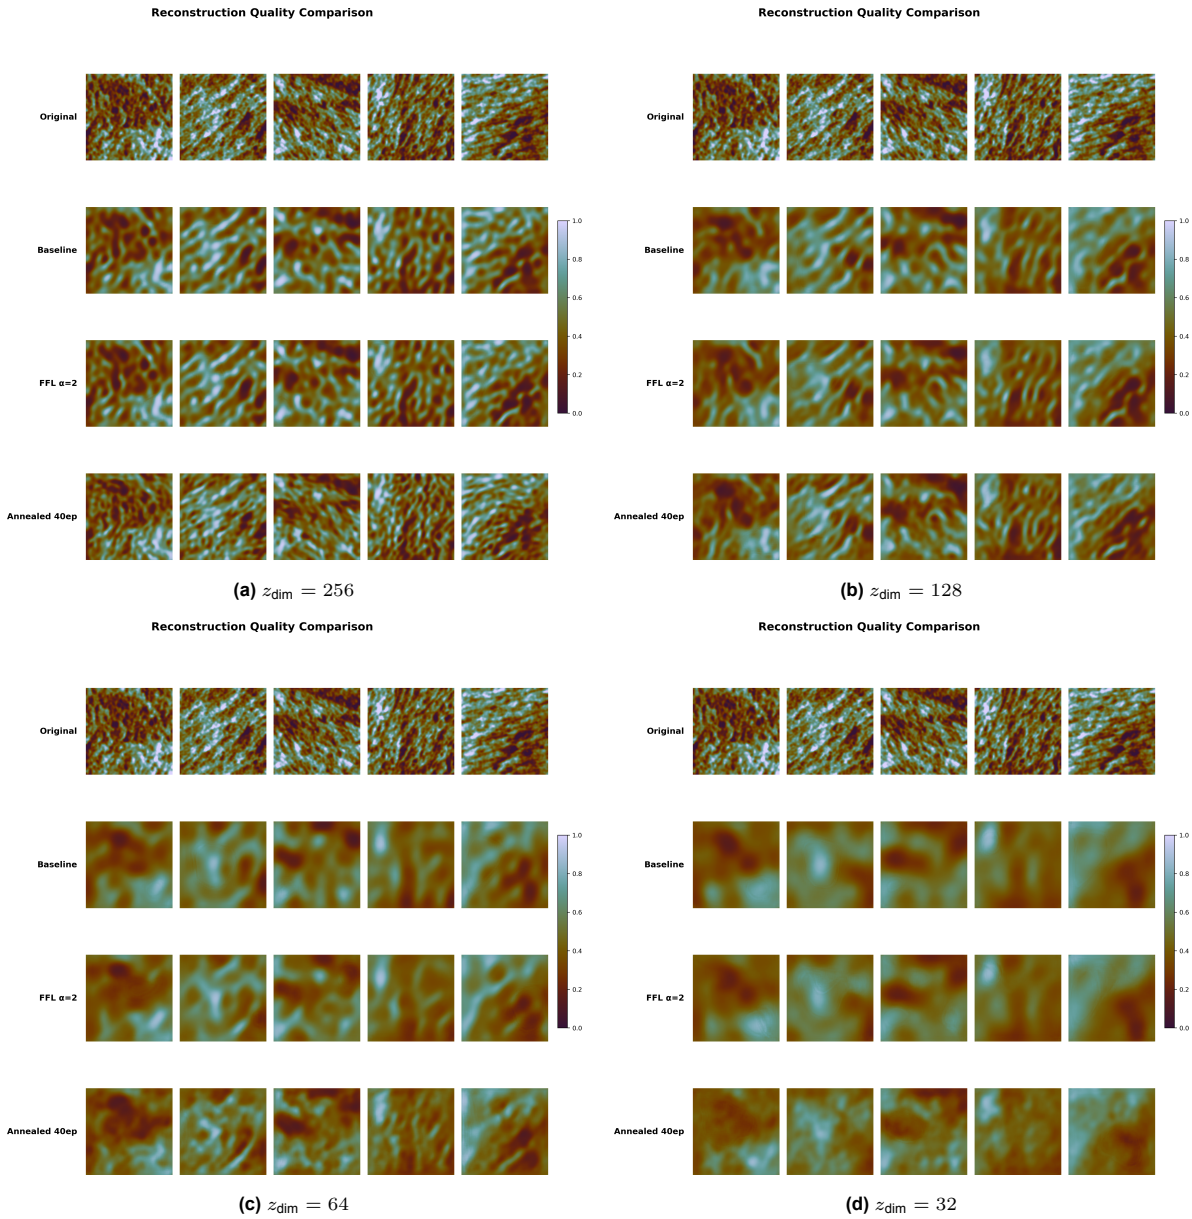 Reconstruction Quality Comparison
Original
Baseline
FFL α=2
Annealed 40ep
1.0
0.8
0.6
0.4
0.2
0.0
(a) z_dim = 256
Reconstruction Quality Comparison
Original
Baseline
FFL α=2
Annealed 40ep
1.0
0.8
0.6
0.4
0.2
0.0
(b) z_dim = 128
Reconstruction Quality Comparison
Original
Baseline
FFL α=2
Annealed 40ep
1.0
0.8
0.6
0.4
0.2
0.0
(c) z_dim = 64
Reconstruction Quality Comparison
Original
Baseline
FFL α=2
Annealed 40ep
1.0
0.8
0.6
0.4
0.2
0.0
(d) z_dim = 32